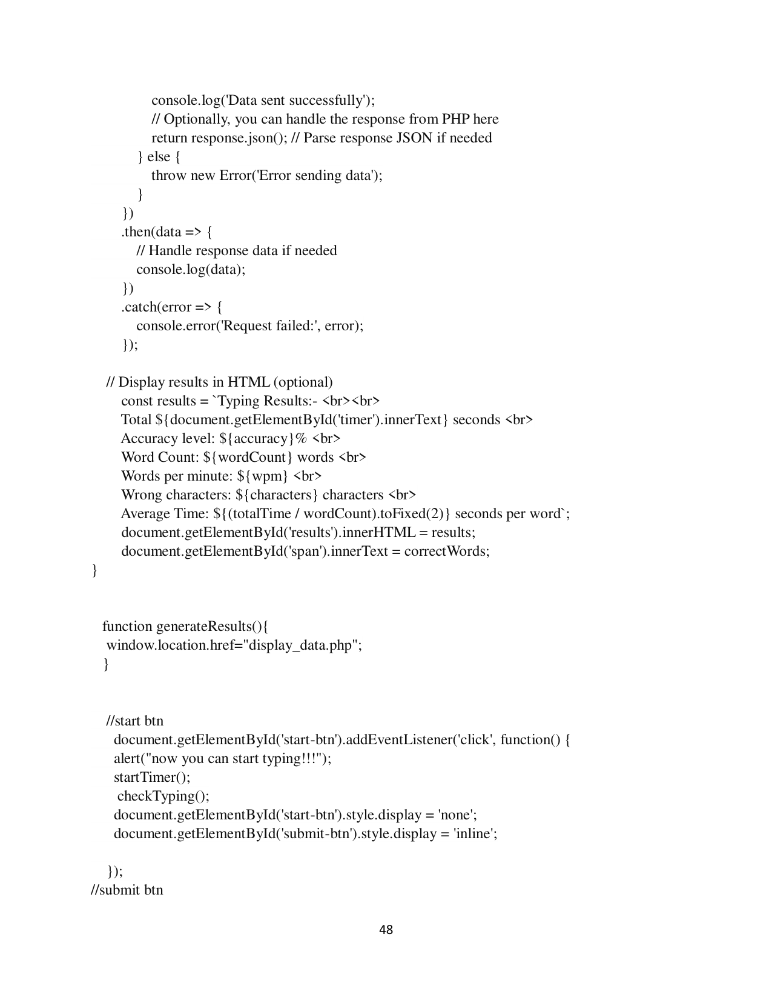 console.log('Data sent successfully');
// Optionally, you can handle the response from PHP here
return response.json(); // Parse response JSON if needed
} else {
throw new Error('Error sending data');
}
})
.then(data => {
// Handle response data if needed
console.log(data);
})
.catch(error => {
console.error('Request failed:', error);
});
// Display results in HTML (optional)
const results = `Typing Results:- <br><br>
Total ${document.getElementById('timer').innerText} seconds <br>
Accuracy level: ${accuracy}% <br>
Word Count: ${wordCount} words <br>
Words per minute: ${wpm} <br>
Wrong characters: ${characters} characters <br>
Average Time: ${(totalTime / wordCount).toFixed(2)} seconds per word`;
document.getElementById('results').innerHTML = results;
document.getElementById('span').innerText = correctWords;
}
function generateResults(){
window.location.href="display_data.php";
}
//start btn
document.getElementById('start-btn').addEventListener('click', function() {
alert("now you can start typing!!!");
startTimer();
checkTyping();
document.getElementById('start-btn').style.display = 'none';
document.getElementById('submit-btn').style.display = 'inline';
});
//submit btn
48